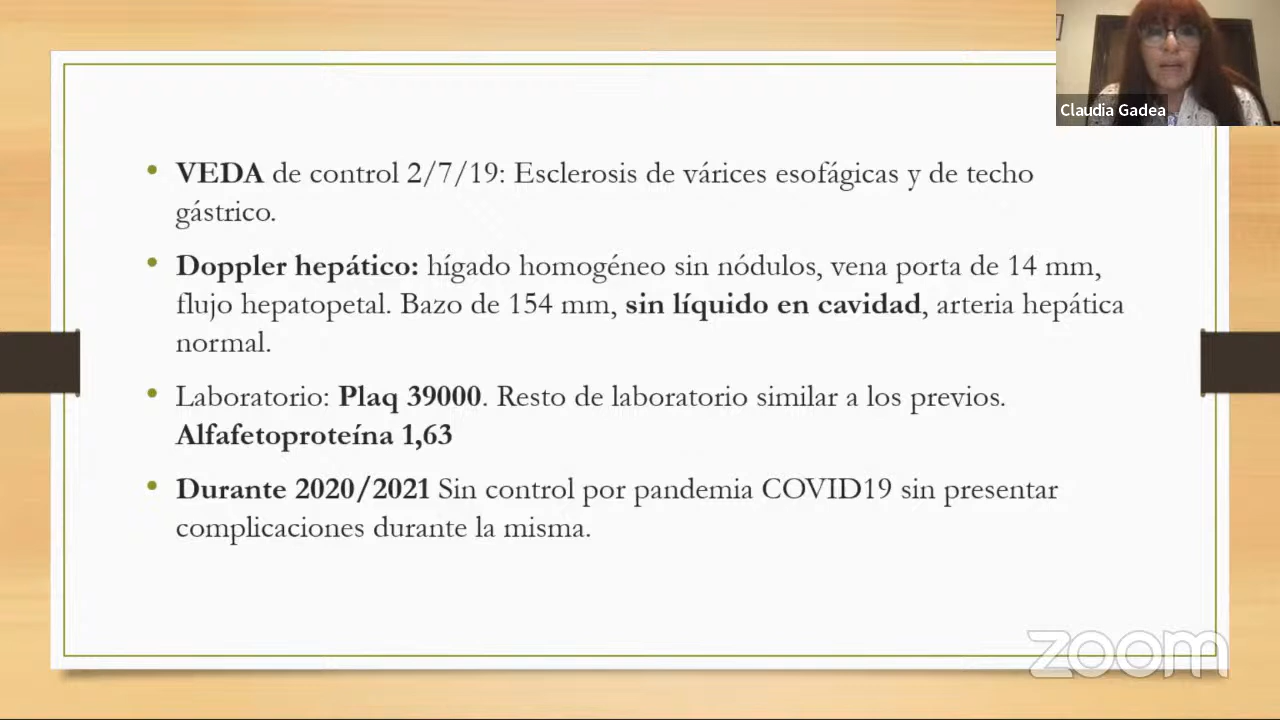 Claudia Gadea
• VEDA de control 2/7/19: Esclerosis de várices esofágicas y de techo
gástrico.
• Doppler hepático: hígado homogéneo sin nódulos, vena porta de 14 mm,
flujo hepatopetal. Bazo de 154 mm, sin líquido en cavidad, arteria hepática
normal.
• Laboratorio: Plaq 39000. Resto de laboratorio similar a los previos.
Alfafetoproteína 1,63
• Durante 2020/2021 Sin control por pandemia COVID19 sin presentar
complicaciones durante la misma.
zoom